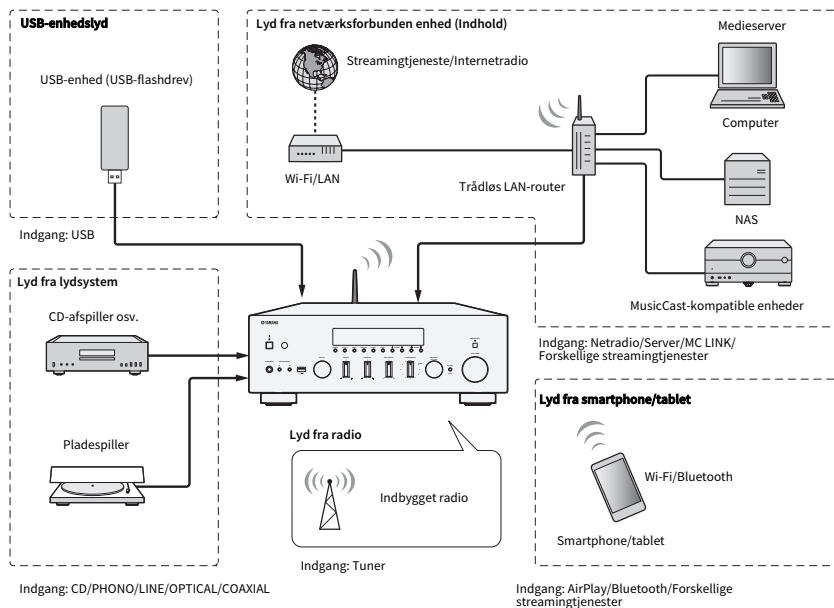 USB-enhedslyd
USB-enhed (USB-flashdrev)
Indgang: USB
Lyd fra netværksforbunden enhed (Indhold)
Streamingtjeneste/Internetradio
Wi-Fi/LAN
Trådløs LAN-router
Medieserver
Computer
NAS
MusicCast-kompatible enheder
Indgang: Netradio/Server/MC LINK/
Forskellige streamingtjenester
Lyd fra lydsystem
CD-afspiller osv.
Pladespiller
Indgang: CD/PHONO/LINE/OPTICAL/COAXIAL
YAMAHA
Lyd fra radio
Indbygget radio
Indgang: Tuner
Lyd fra smartphone/tablet
Wi-Fi/Bluetooth
Smartphone/tablet
Indgang: AirPlay/Bluetooth/Forskellige
streamingtjenester